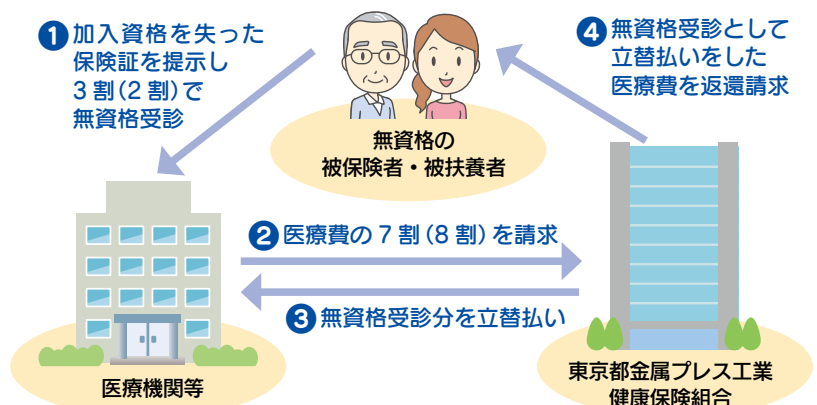 ❶加入資格を失った
保険証を提示し
3割(2割)で
無資格受診
❹無資格受診として
立替払いをした
医療費を返還請求
無資格の
被保険者・被扶養者
❷医療費の7割(8割)を請求
❸無資格受診分を立替払い
医療機関等
東京都金属プレス工業
健康保険組合